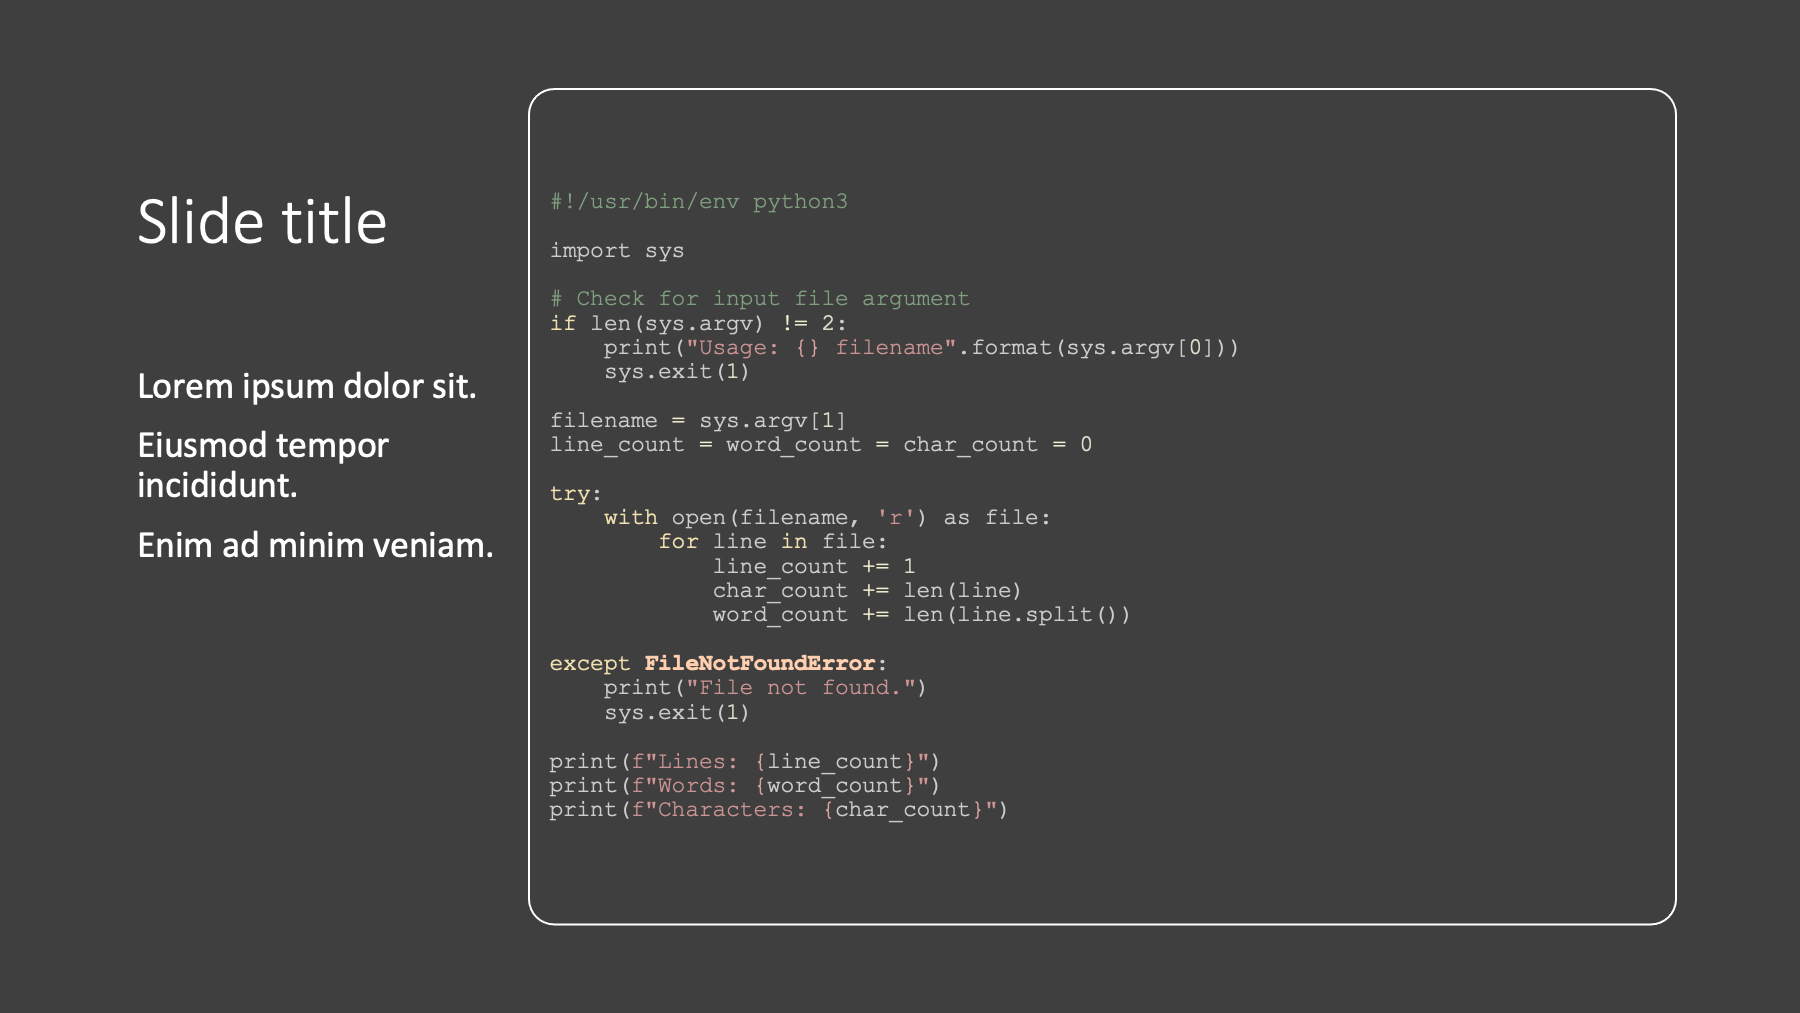 Slide title
Lorem ipsum dolor sit.
Eiusmod tempor
incididunt.
Enim ad minim veniam.
#!/usr/bin/env python3

import sys

# Check for input file argument
if len(sys.argv) != 2:
    print("Usage: {} filename".format(sys.argv[0]))
    sys.exit(1)

filename = sys.argv[1]
line_count = word_count = char_count = 0

try:
    with open(filename, 'r') as file:
        for line in file:
            line_count += 1
            char_count += len(line)
            word_count += len(line.split())

except FileNotFoundError:
    print("File not found.")
    sys.exit(1)

print(f"Lines: {line_count}")
print(f"Words: {word_count}")
print(f"Characters: {char_count}")